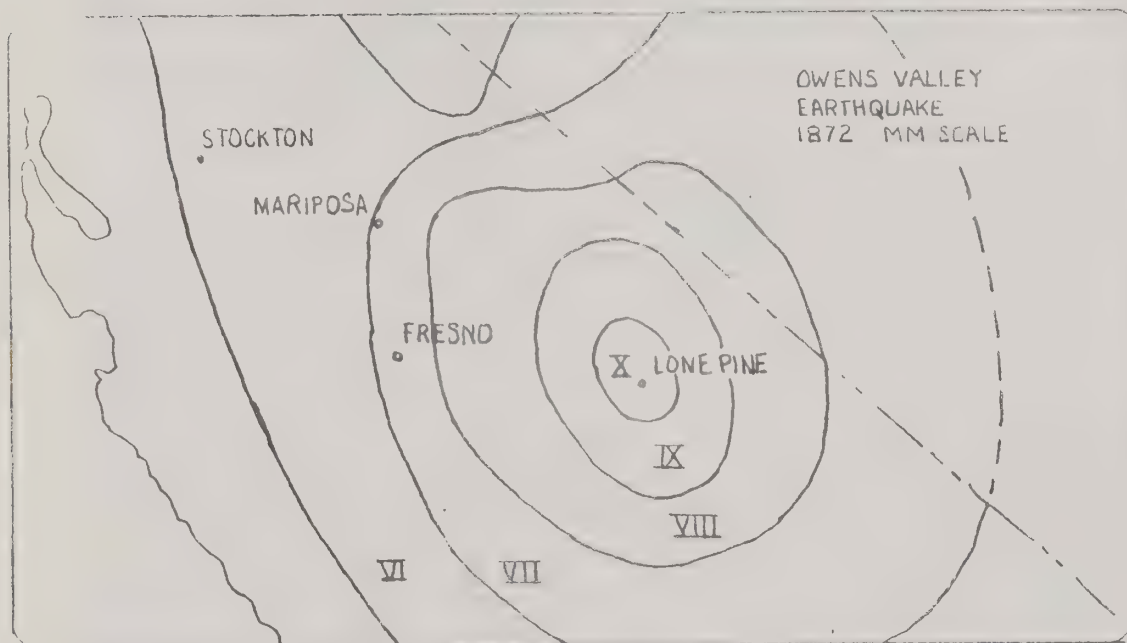 OWENS VALLEY
EARTHQUAKE
1872 MM SCALE
STOCKTON
MARIPOSA
FRESNO
X LONE PINE
IX
VIII
VI VII